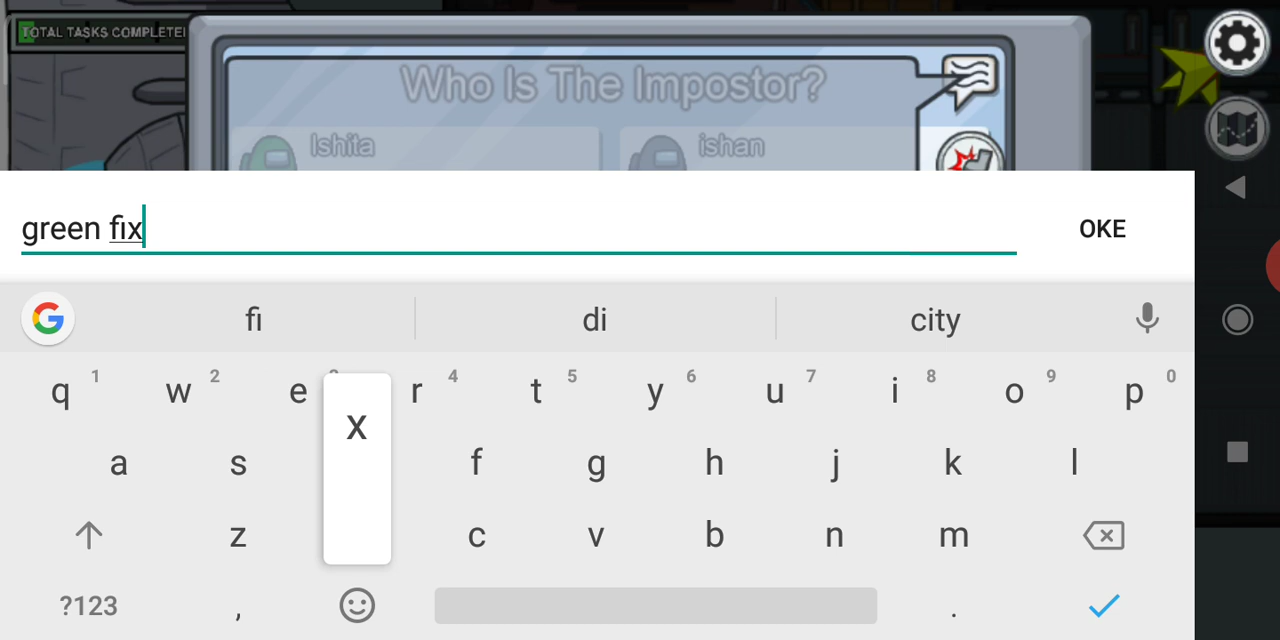 TOTAL TASKS COMPLETE
Who Is The Impostor?
Ishita ishan
green fix OKE
fi di city
q 1 w 2 e r 4 t 5 y 6 u 7 i 8 o 9 p 0
a s x f g h j k l
z c v b n m
?123 , .